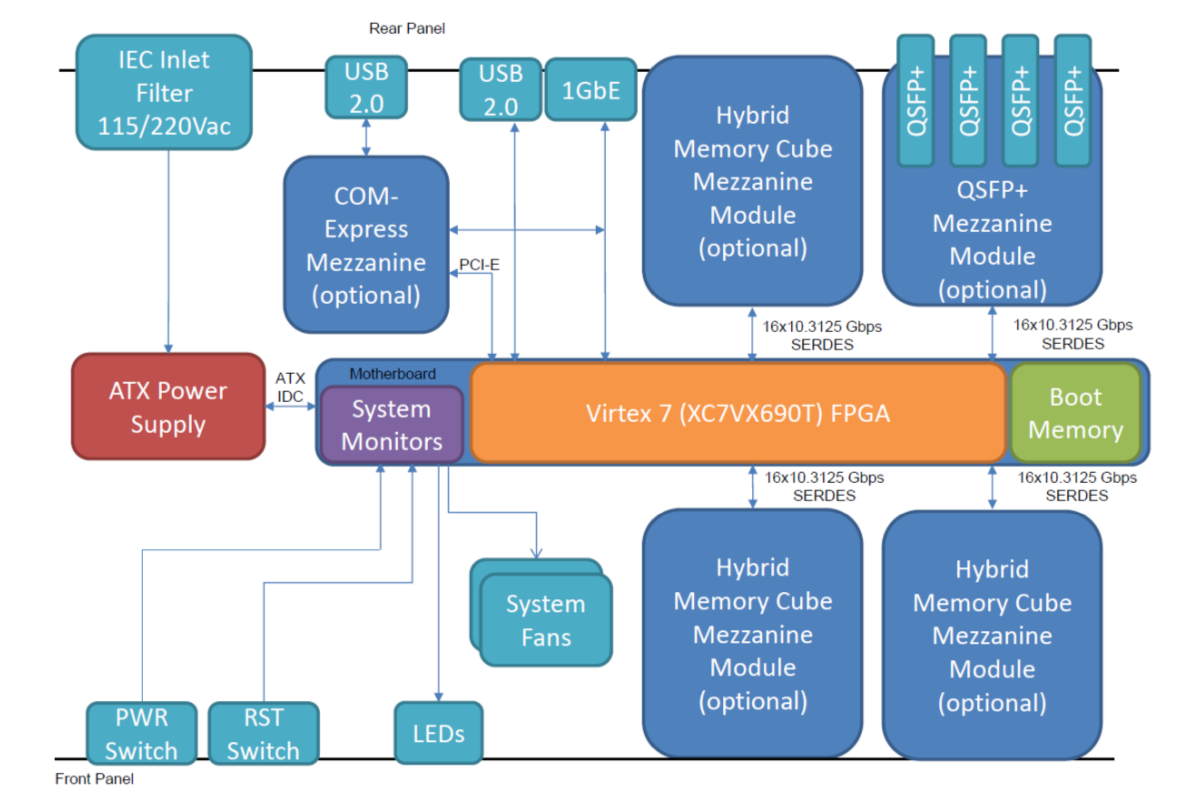 Rear Panel
IEC Inlet
Filter
115/220Vac
USB
2.0
USB
2.0
1GbE
Hybrid
Memory Cube
Mezzanine
Module
(optional)
QSFP+
QSFP+
QSFP+
QSFP+
QSFP+
Mezzanine
Module
(optional)
COM-
Express
Mezzanine
(optional)
PCI-E
16x10.3125 Gbps
SERDES
16x10.3125 Gbps
SERDES
ATX Power
Supply
ATX
IDC
Motherboard
System
Monitors
Virtex 7 (XC7VX690T) FPGA
Boot
Memory
16x10.3125 Gbps
SERDES
16x10.3125 Gbps
SERDES
System
Fans
Hybrid
Memory Cube
Mezzanine
Module
(optional)
Hybrid
Memory Cube
Mezzanine
Module
(optional)
PWR
Switch
RST
Switch
LEDs
Front Panel